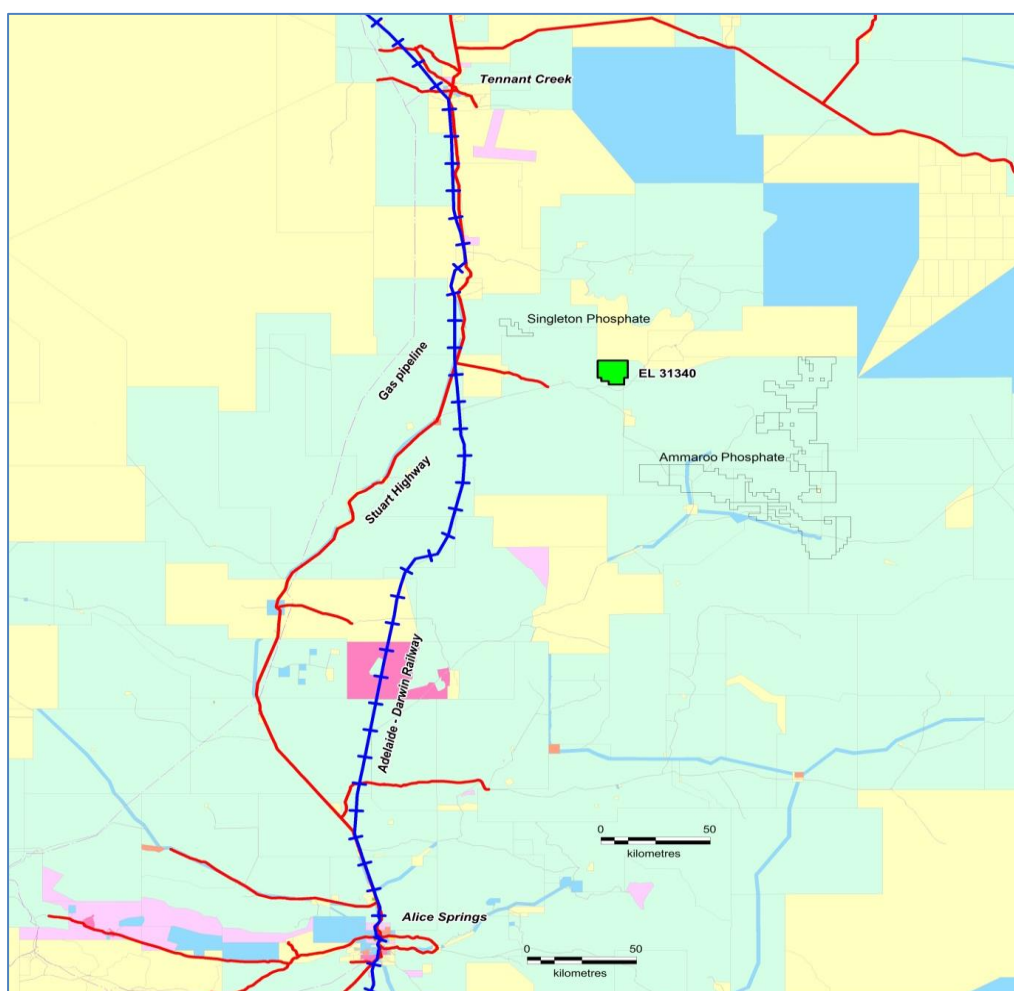 Tennant Creek
Singleton Phosphate
Gas pipeline
EL 31340
Ammaroo Phosphate
Stuart Highway
Adelaide - Darwin Railway
0 50
kilometres
Alice Springs
0 50
kilometres